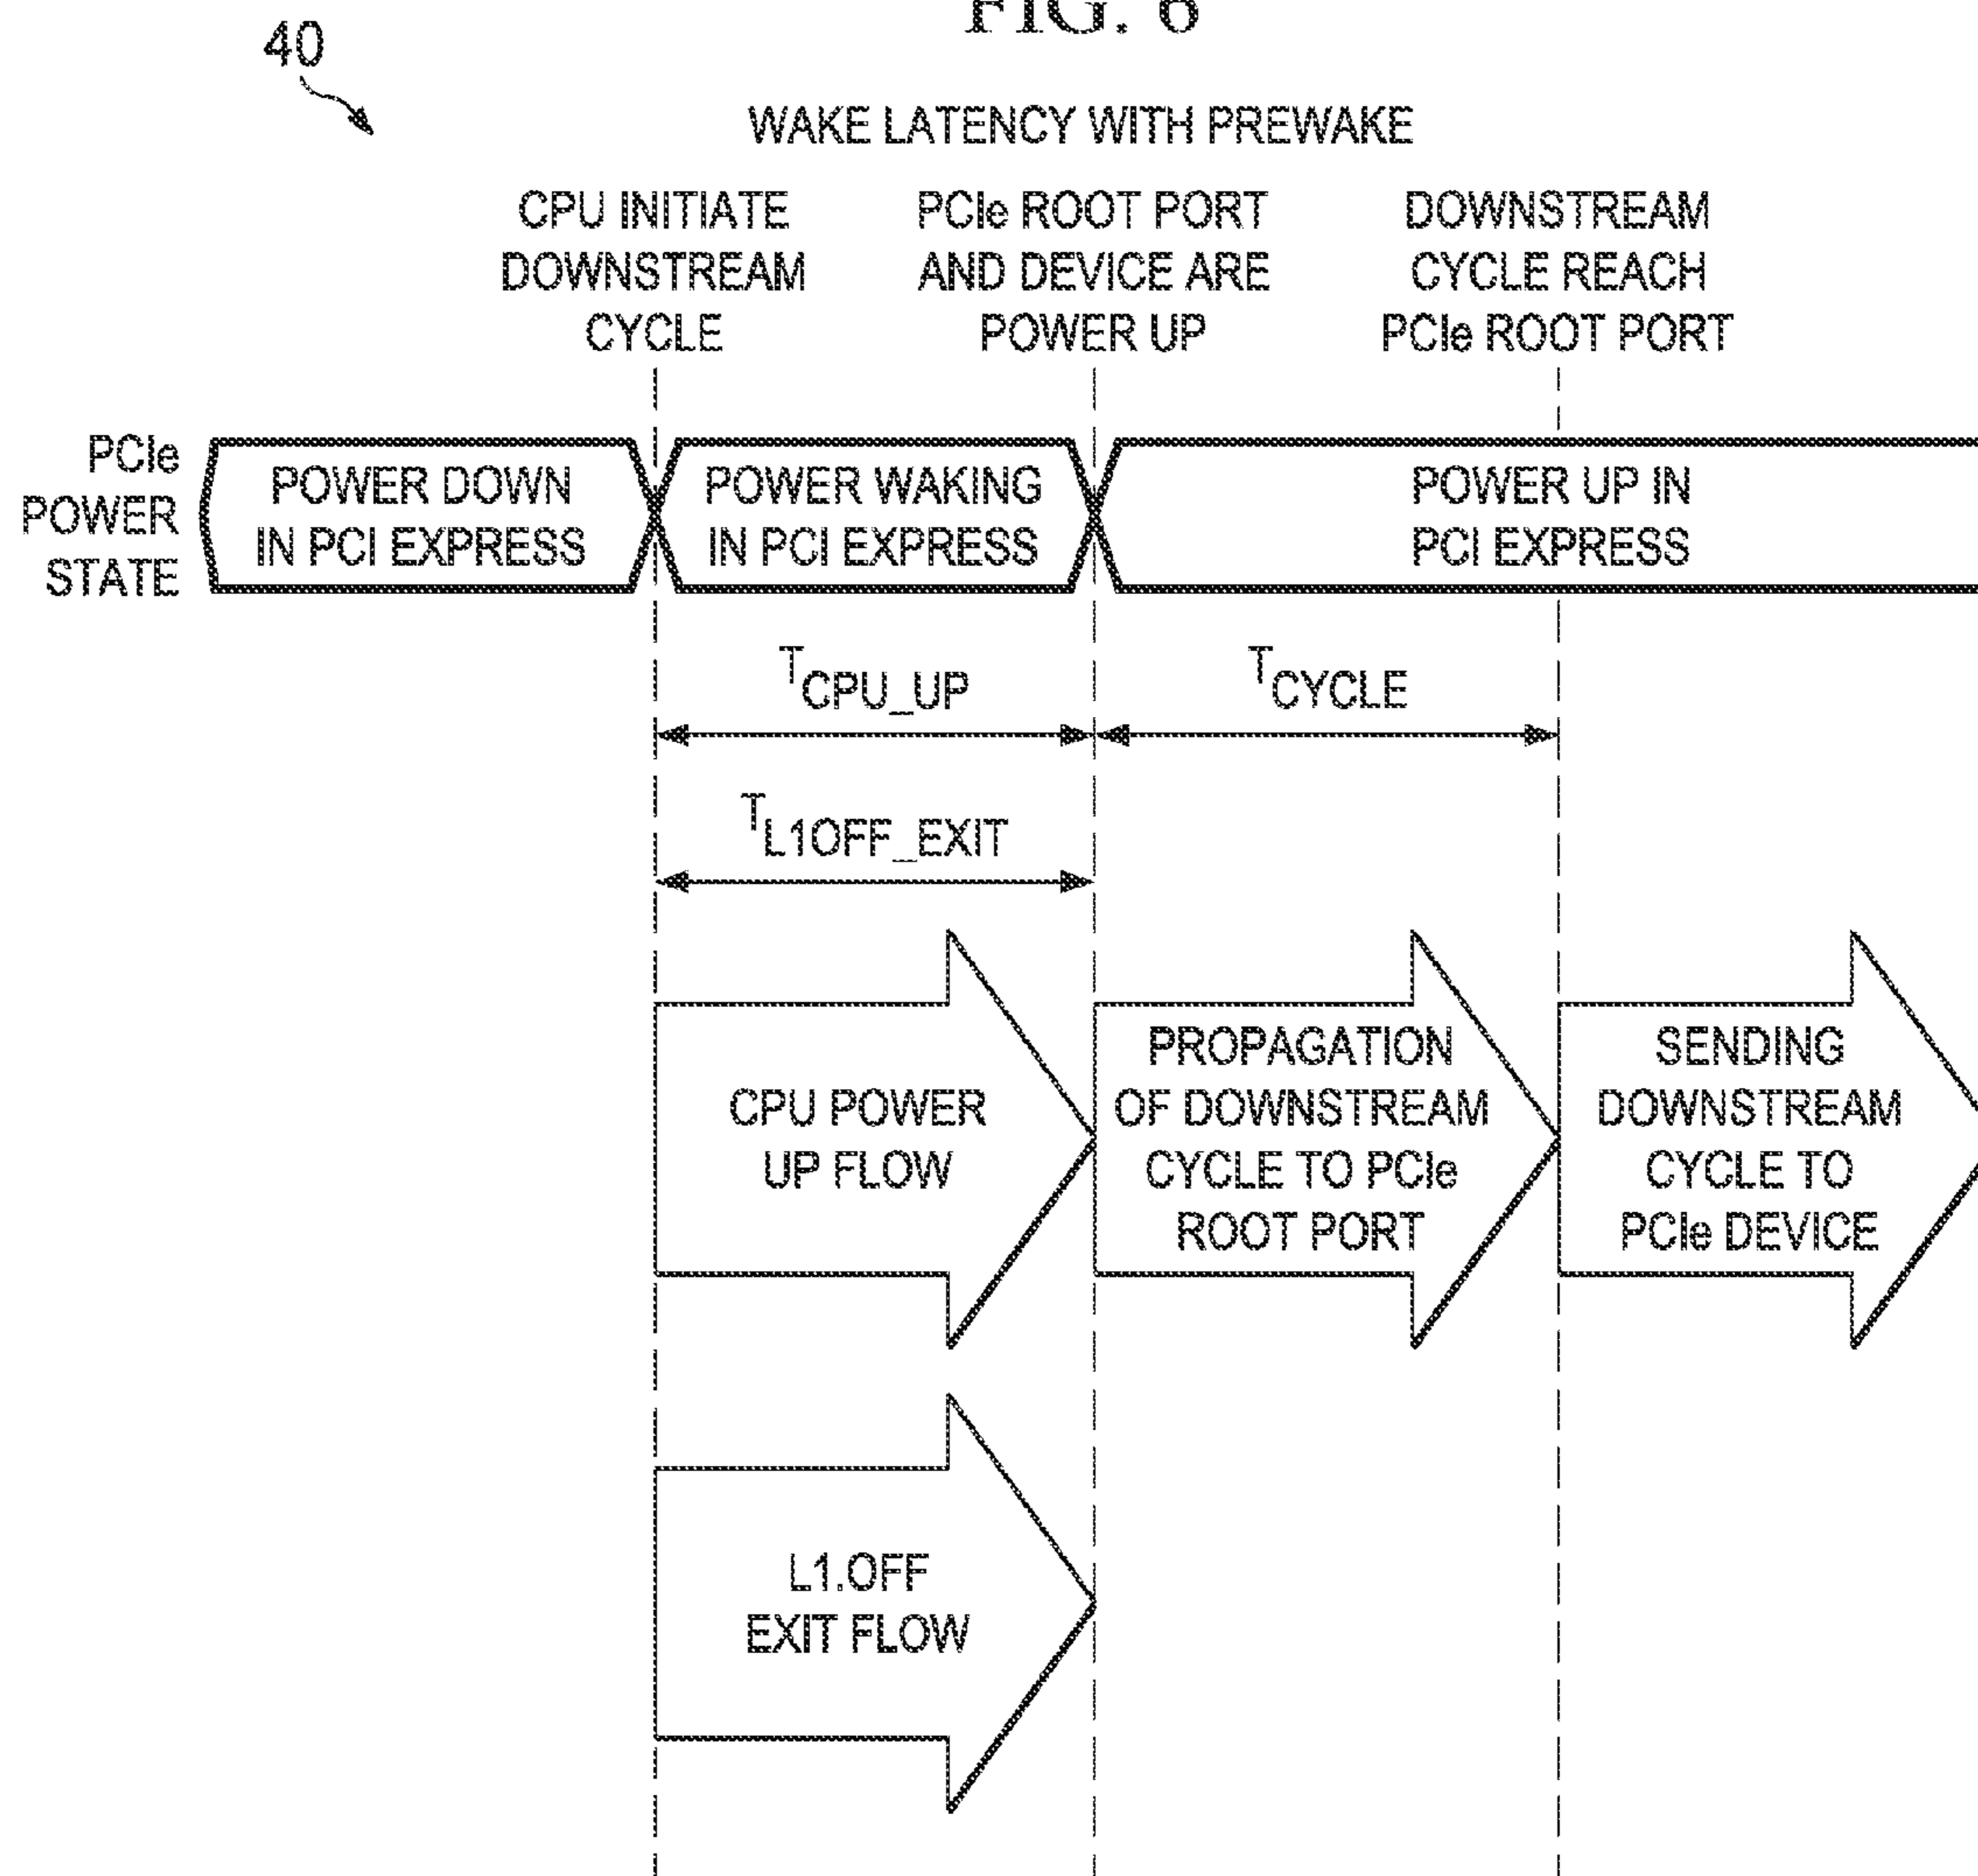 FIG. 6
40
WAKE LATENCY WITH PREWAKE
CPU INITIATE
DOWNSTREAM
CYCLE
PCIe ROOT PORT
AND DEVICE ARE
POWER UP
DOWNSTREAM
CYCLE REACH
PCIe ROOT PORT
PCIe
POWER
STATE
POWER DOWN
IN PCI EXPRESS
POWER WAKING
IN PCI EXPRESS
POWER UP IN
PCI EXPRESS
TCPU_UP
TCYCLE
TL1OFF_EXIT
CPU POWER
UP FLOW
PROPAGATION
OF DOWNSTREAM
CYCLE TO PCIe
ROOT PORT
SENDING
DOWNSTREAM
CYCLE TO
PCIe DEVICE
L1.OFF
EXIT FLOW